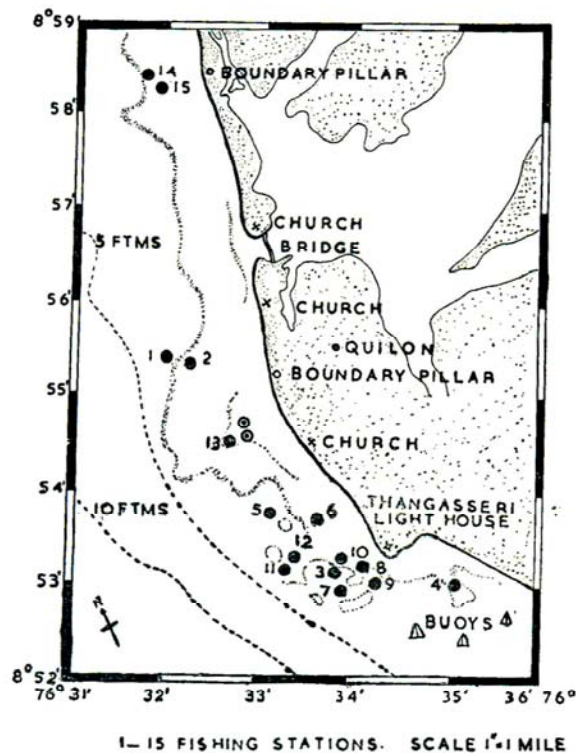 8°59'
14
15
BOUNDARY PILLAR
58'
57'
5 FTMS
CHURCH
BRIDGE
56'
CHURCH
QUILON
1
2
BOUNDARY PILLAR
55'
13
CHURCH
54'
10 FTMS
5
6
THANGASSERI
LIGHT HOUSE
12
10
11
3
8
53'
7
9
4
BUOYS
N
8°52'
76°31'
32'
33'
34'
35'
36'
76°
1–15 FISHING STATIONS. SCALE 1"=1 MILE